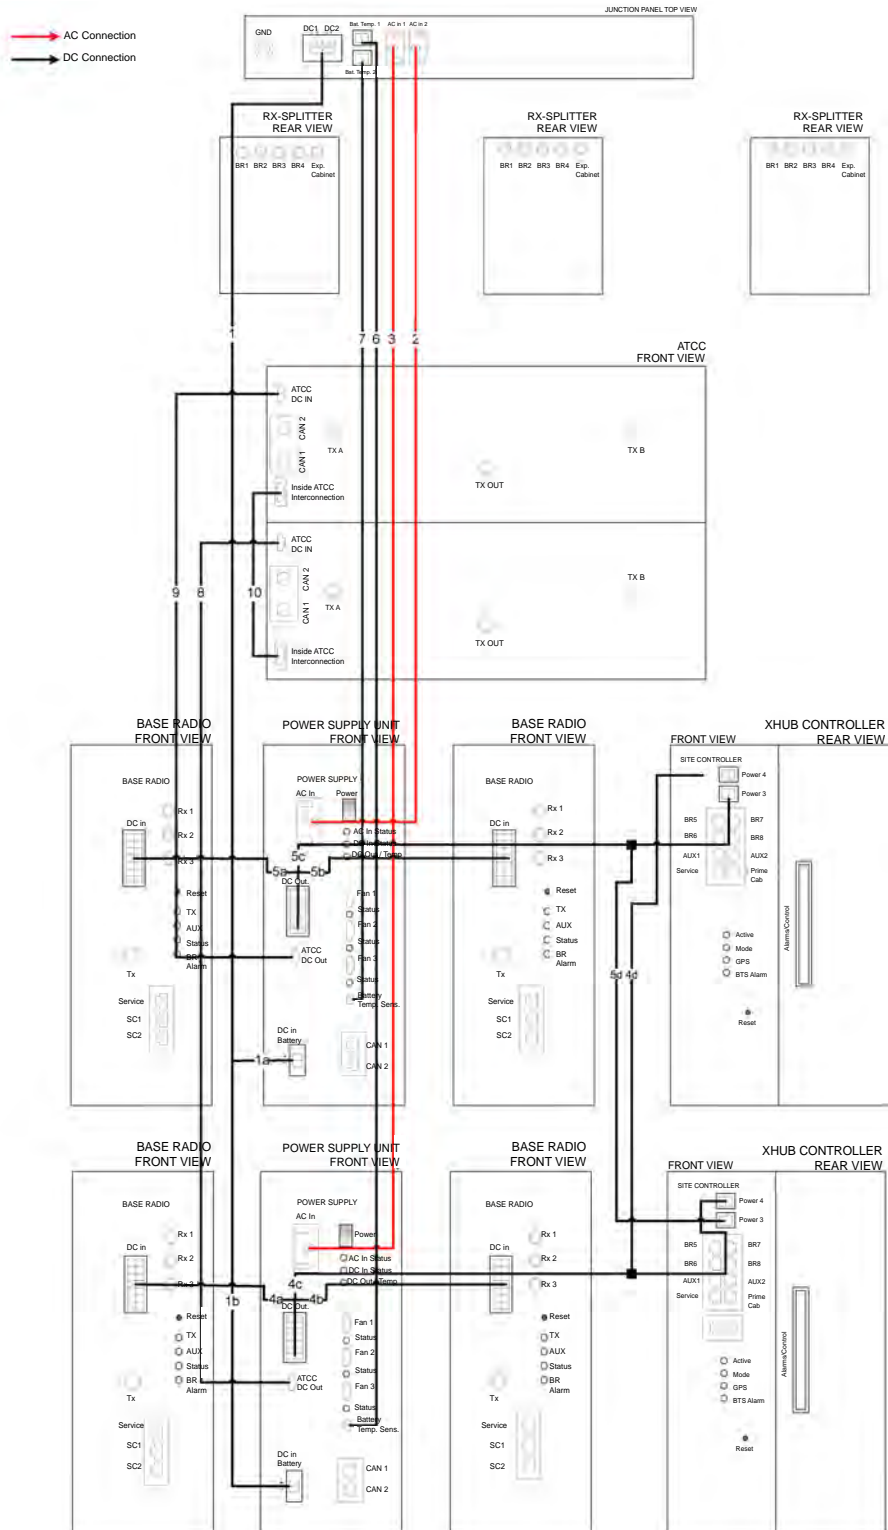 JUNCTION PANEL TOP VIEW
AC Connection
DC Connection
GND
DC1 DC2
Bat. Temp. 1
AC in 1
AC in 2
Bat. Temp. 2
RX-SPLITTER
REAR VIEW
BR1 BR2 BR3 BR4 Exp.
Cabinet
RX-SPLITTER
REAR VIEW
BR1 BR2 BR3 BR4 Exp.
Cabinet
RX-SPLITTER
REAR VIEW
BR1 BR2 BR3 BR4 Exp.
Cabinet
1
7
6
3
2
ATCC
FRONT VIEW
ATCC
DC IN
CAN 2
CAN 1
TX A
TX B
TX OUT
Inside ATCC
Interconnection
ATCC
DC IN
CAN 2
CAN 1
TX A
TX B
TX OUT
Inside ATCC
Interconnection
9
8
10
BASE RADIO
FRONT VIEW
BASE RADIO
DC in
Rx 1
Rx 2
Rx 3
Reset
TX
AUX
Status
BR
Alarm
Tx
Service
SC1
SC2
POWER SUPPLY UNIT
FRONT VIEW
POWER SUPPLY
AC In
Power
AC In Status
DC In Status
DC Out / Temp
5c
5a
5b
DC Out.
Fan 1
Status
Fan 2
Status
Fan 3
Status
ATCC
DC Out
Battery
Temp. Sens.
DC in
Battery
1a
CAN 1
CAN 2
BASE RADIO
FRONT VIEW
BASE RADIO
DC in
Rx 1
Rx 2
Rx 3
Reset
TX
AUX
Status
BR
Alarm
Tx
Service
SC1
SC2
XHUB CONTROLLER
FRONT VIEW
REAR VIEW
SITE CONTROLLER
Power 4
Power 3
BR5
BR7
BR6
BR8
AUX1
AUX2
Service
Prime
Cab
Active
Mode
GPS
BTS Alarm
Reset
Alarms/Control
5d
4d
BASE RADIO
FRONT VIEW
BASE RADIO
DC in
Rx 1
Rx 2
Rx 3
Reset
TX
AUX
Status
BR
Alarm
Tx
Service
SC1
SC2
POWER SUPPLY UNIT
FRONT VIEW
POWER SUPPLY
AC In
Power
AC In Status
DC In Status
DC Out / Temp
4c
4a
4b
1b
DC Out.
Fan 1
Status
Fan 2
Status
Fan 3
Status
ATCC
DC Out
Battery
Temp. Sens.
DC in
Battery
CAN 1
CAN 2
BASE RADIO
FRONT VIEW
BASE RADIO
DC in
Rx 1
Rx 2
Rx 3
Reset
TX
AUX
Status
BR
Alarm
Tx
Service
SC1
SC2
XHUB CONTROLLER
FRONT VIEW
REAR VIEW
SITE CONTROLLER
Power 4
Power 3
BR5
BR7
BR6
BR8
AUX1
AUX2
Service
Prime
Cab
Active
Mode
GPS
BTS Alarm
Reset
Alarms/Control